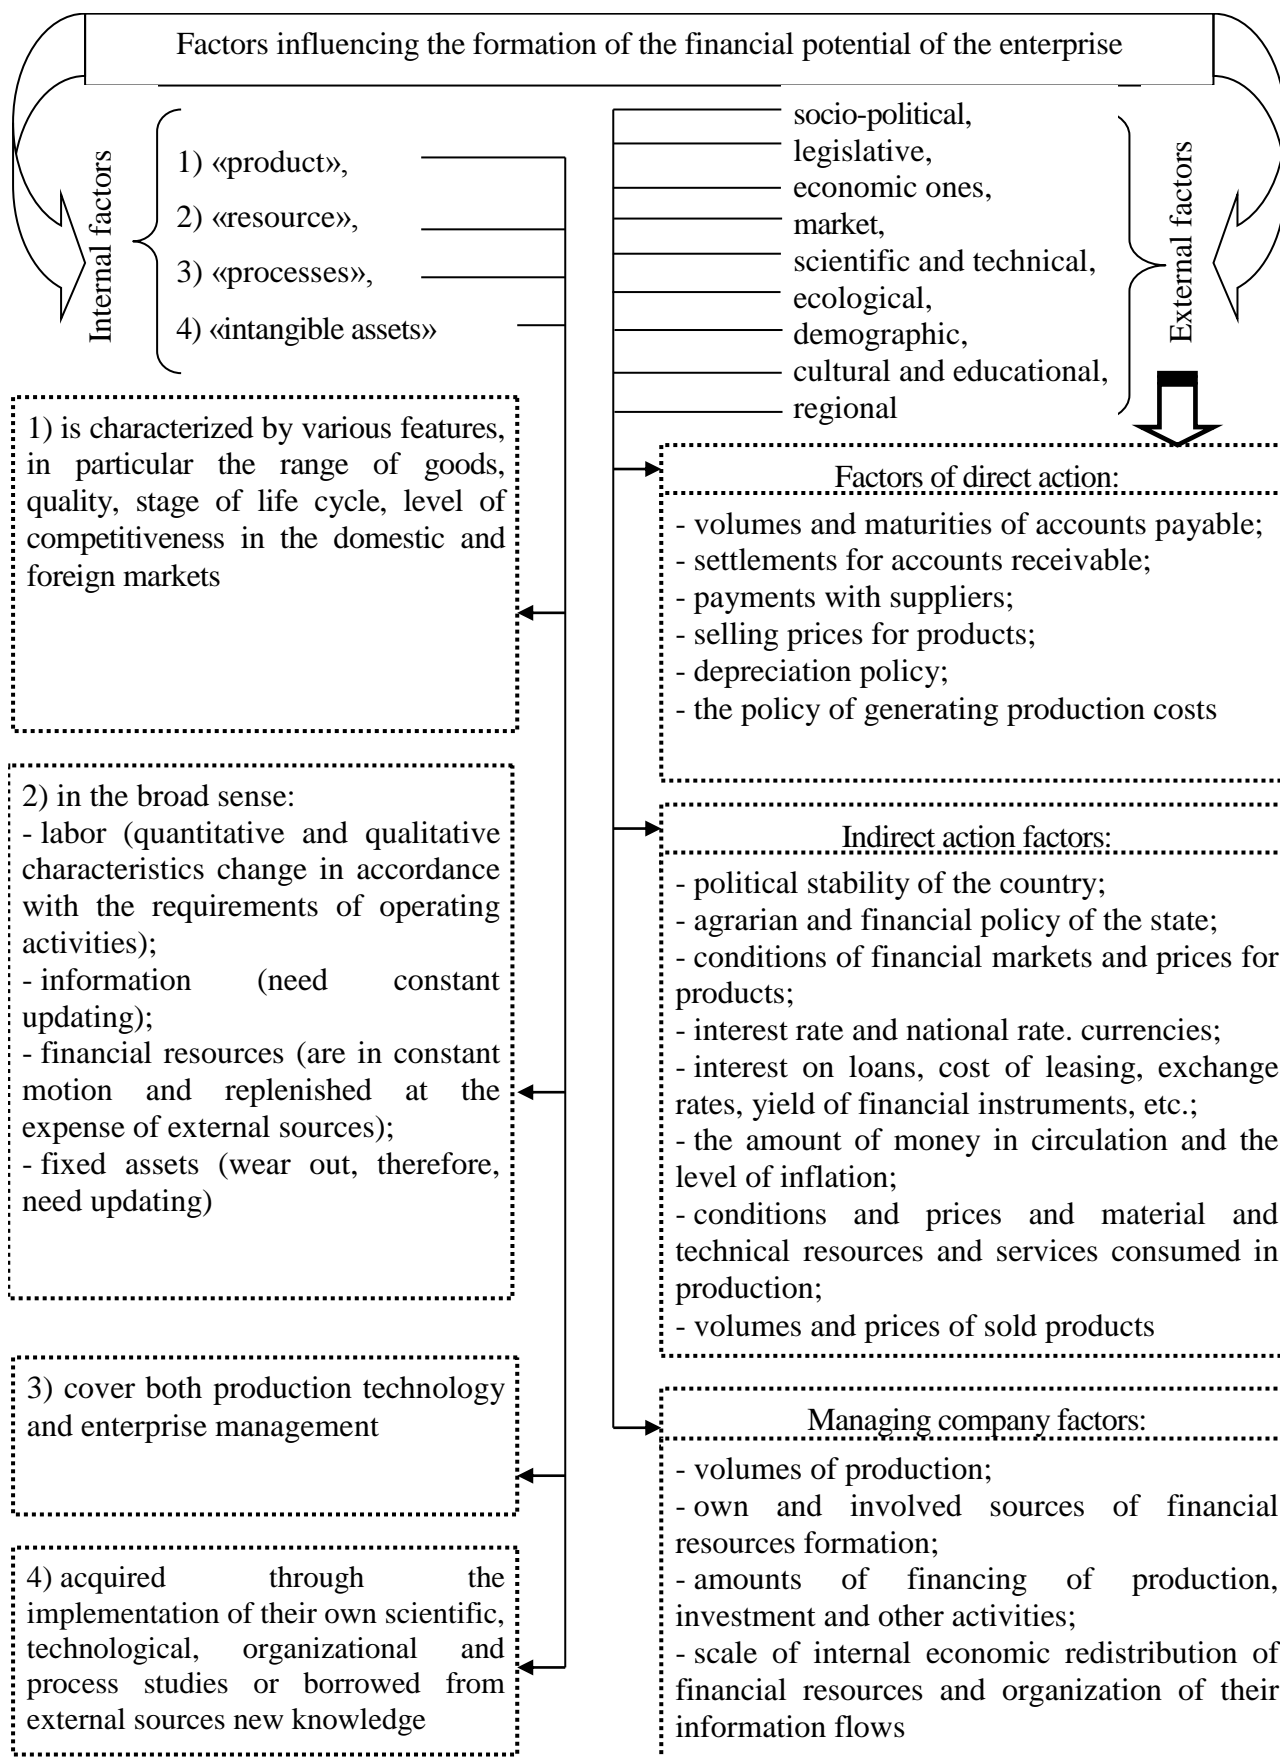 Factors influencing the formation of the financial potential of the enterprise
Internal factors
1) «product»,
2) «resource»,
3) «processes»,
4) «intangible assets»
socio-political,
legislative,
economic ones,
market,
scientific and technical,
ecological,
demographic,
cultural and educational,
regional
External factors
1) is characterized by various features,
in particular the range of goods,
quality, stage of life cycle, level of
competitiveness in the domestic and
foreign markets
2) in the broad sense:
- labor (quantitative and qualitative
characteristics change in accordance
with the requirements of operating
activities);
- information (need constant
updating);
- financial resources (are in constant
motion and replenished at the
expense of external sources);
- fixed assets (wear out, therefore,
need updating)
3) cover both production technology
and enterprise management
4) acquired through the
implementation of their own scientific,
technological, organizational and
process studies or borrowed from
external sources new knowledge
Factors of direct action:
- volumes and maturities of accounts payable;
- settlements for accounts receivable;
- payments with suppliers;
- selling prices for products;
- depreciation policy;
- the policy of generating production costs
Indirect action factors:
- political stability of the country;
- agrarian and financial policy of the state;
- conditions of financial markets and prices for
products;
- interest rate and national rate. currencies;
- interest on loans, cost of leasing, exchange
rates, yield of financial instruments, etc.;
- the amount of money in circulation and the
level of inflation;
- conditions and prices and material and
technical resources and services consumed in
production;
- volumes and prices of sold products
Managing company factors:
- volumes of production;
- own and involved sources of financial
resources formation;
- amounts of financing of production,
investment and other activities;
- scale of internal economic redistribution of
financial resources and organization of their
information flows